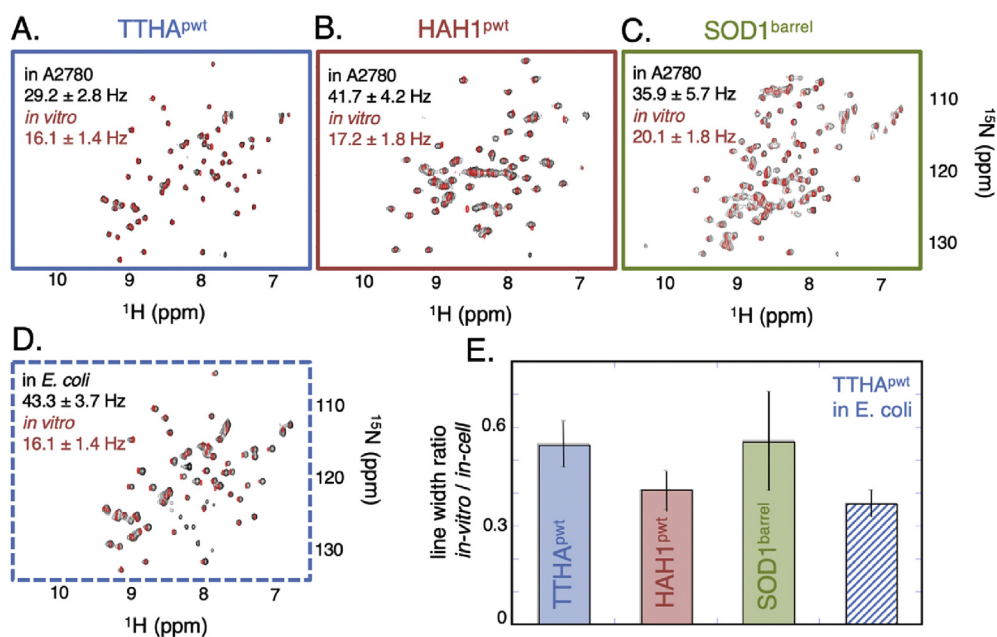 A. TTHApwt
B. HAH1pwt
C. SOD1barrel
in A2780
29.2 ± 2.8 Hz
in vitro
16.1 ± 1.4 Hz
in A2780
41.7 ± 4.2 Hz
in vitro
17.2 ± 1.8 Hz
in A2780
35.9 ± 5.7 Hz
in vitro
20.1 ± 1.8 Hz
110
120
130
15N (ppm)
10 9 8 7
1H (ppm)
10 9 8 7
1H (ppm)
10 9 8 7
1H (ppm)
D.
in E. coli
43.3 ± 3.7 Hz
in vitro
16.1 ± 1.4 Hz
110
120
130
15N (ppm)
10 9 8 7
1H (ppm)
E.
line width ratio
in-vitro / in-cell
0.6
0.3
0
TTHApwt
HAH1pwt
SOD1barrel
TTHApwt
in E. coli